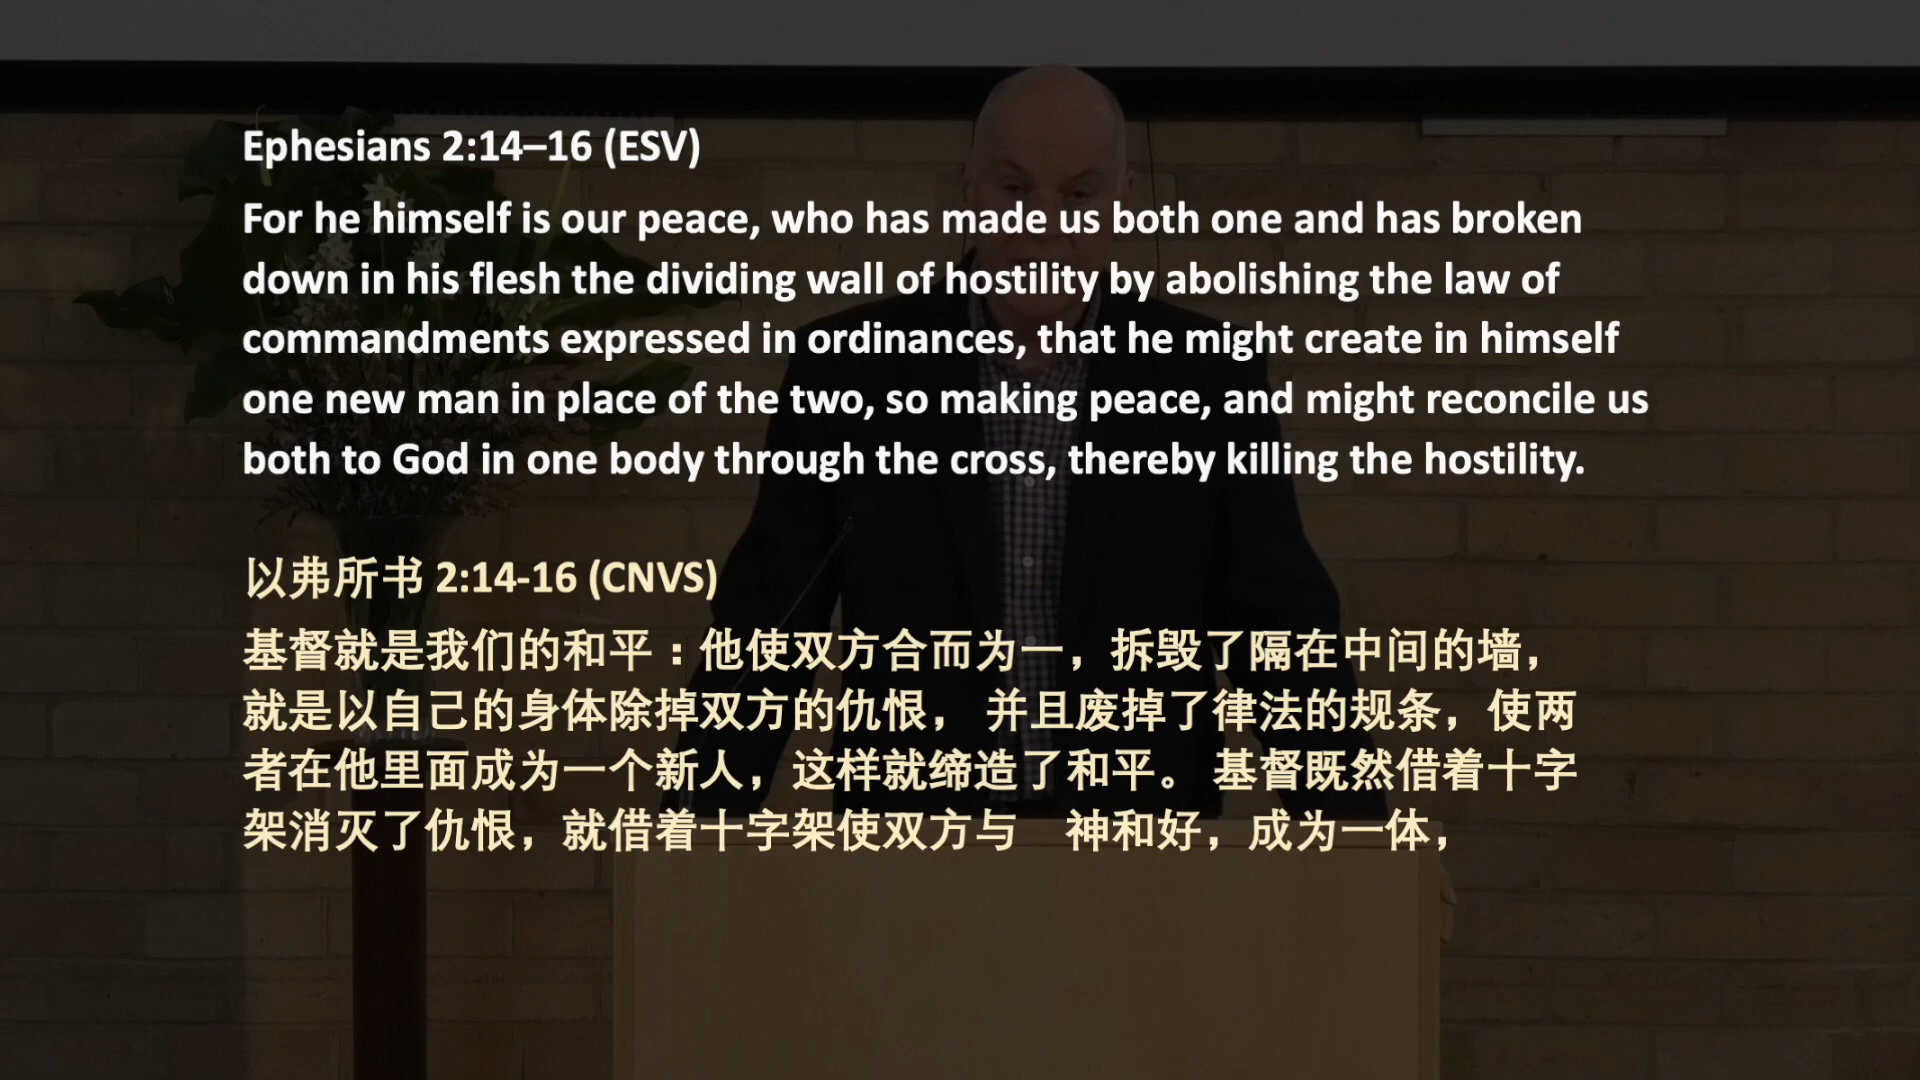 Ephesians 2:14–16 (ESV)
For he himself is our peace, who has made us both one and has broken
down in his flesh the dividing wall of hostility by abolishing the law of
commandments expressed in ordinances, that he might create in himself
one new man in place of the two, so making peace, and might reconcile us
both to God in one body through the cross, thereby killing the hostility.
以弗所书 2:14-16 (CNVS)
基督就是我们的和平：他使双方合而为一，拆毁了隔在中间的墙，
就是以自己的身体除掉双方的仇恨， 并且废掉了律法的规条，使两
者在他里面成为一个新人，这样就缔造了和平。 基督既然借着十字
架消灭了仇恨，就借着十字架使双方与　神和好，成为一体，